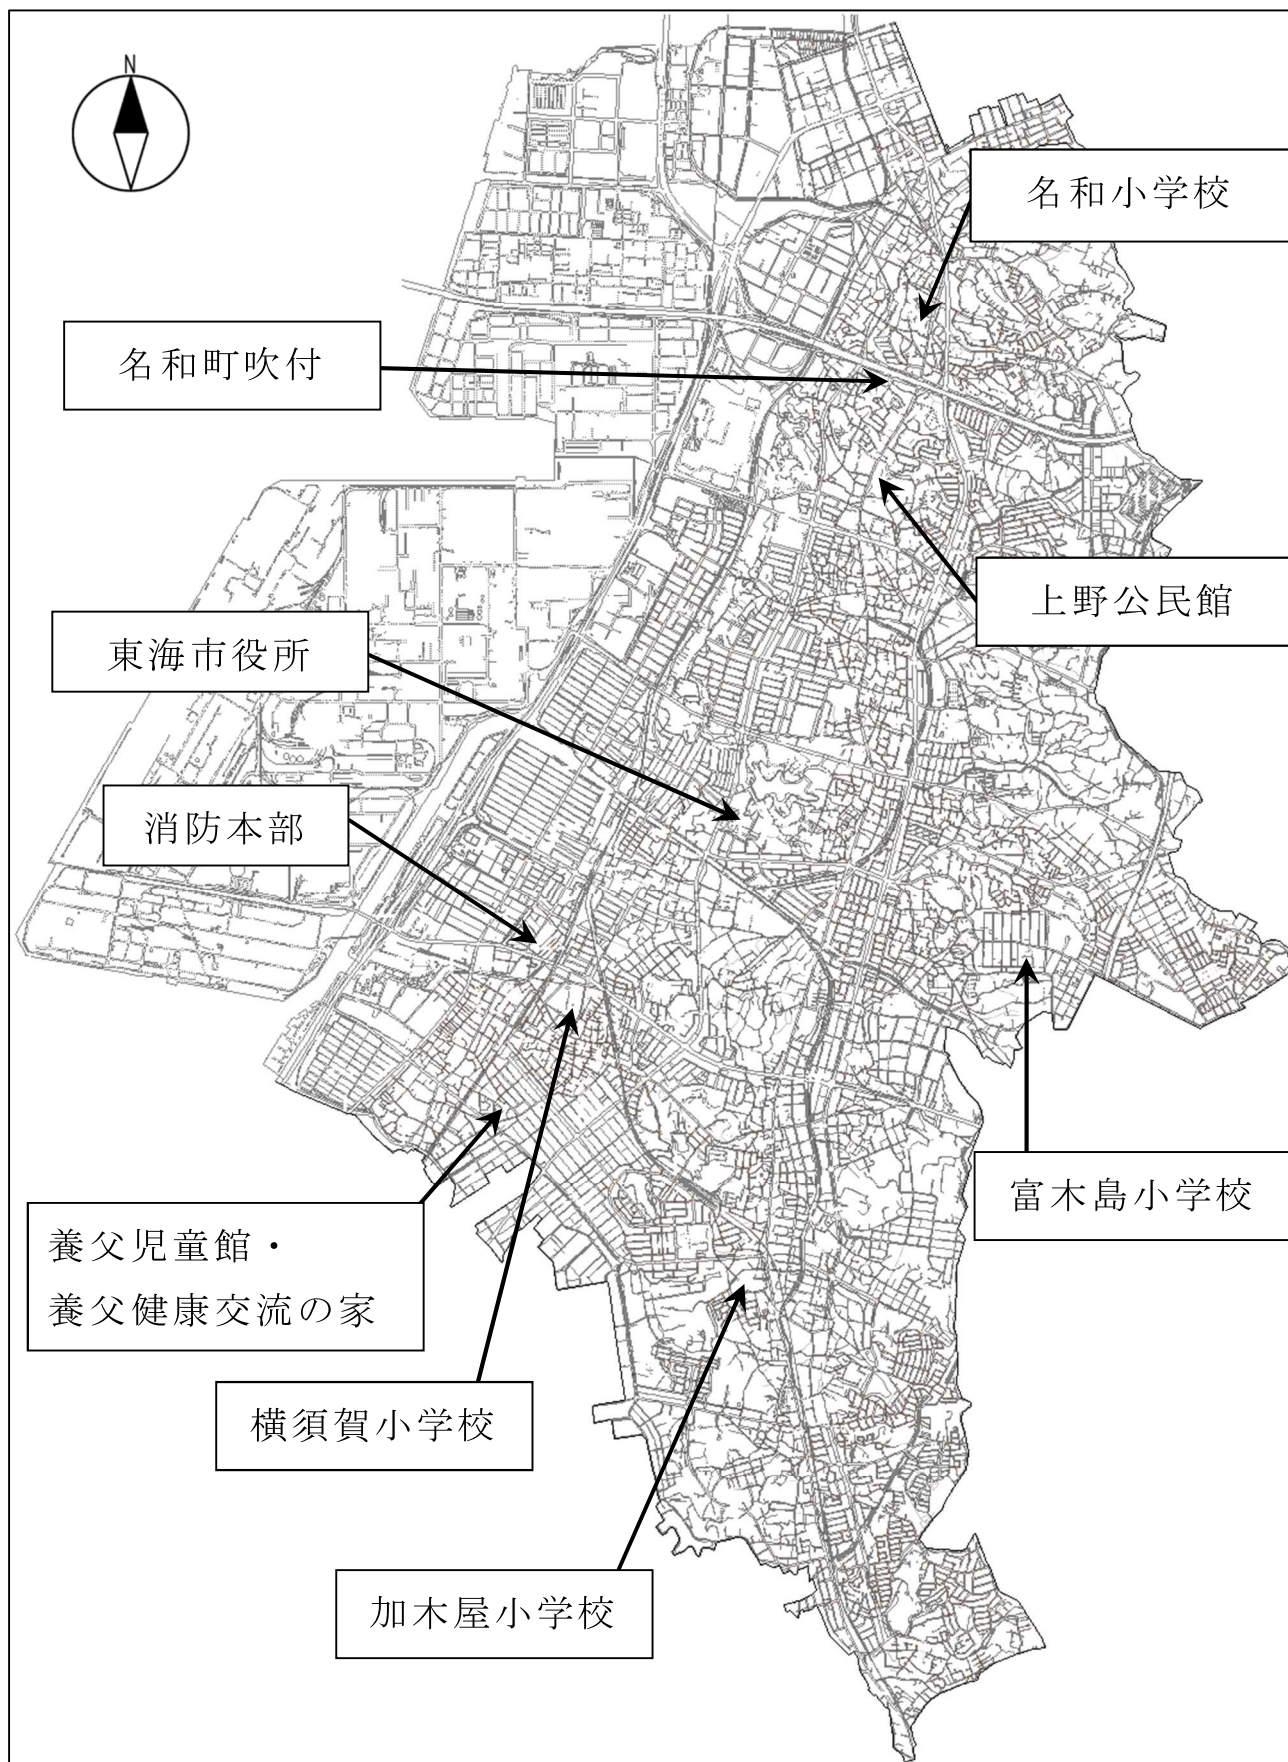 N
名和小学校
名和町吹付
上野公民館
東海市役所
消防本部
富木島小学校
養父児童館・
養父健康交流の家
横須賀小学校
加木屋小学校